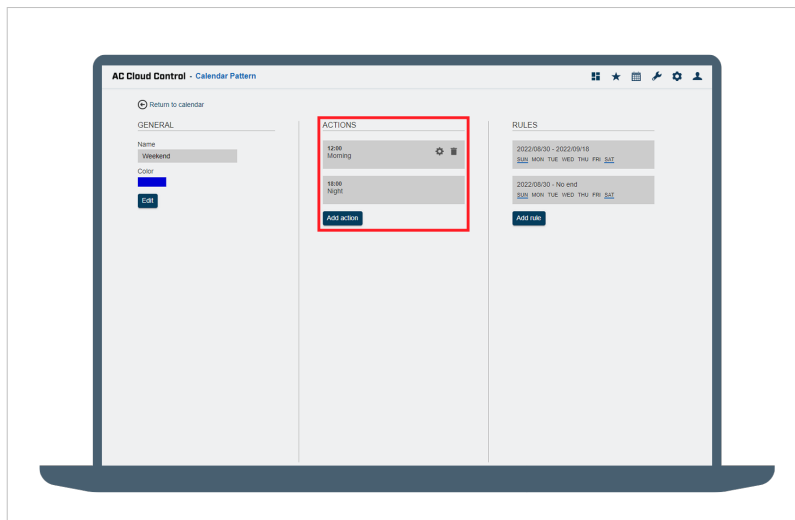 AC Cloud Control - Calendar Pattern
Return to calendar
GENERAL
Name
Weekend
Color
Edit
ACTIONS
12:00
Morning
18:00
Night
Add action
RULES
2022/08/30 - 2022/09/18
SUN MON TUE WED THU FRI SAT
2022/08/30 - No end
SUN MON TUE WED THU FRI SAT
Add rule